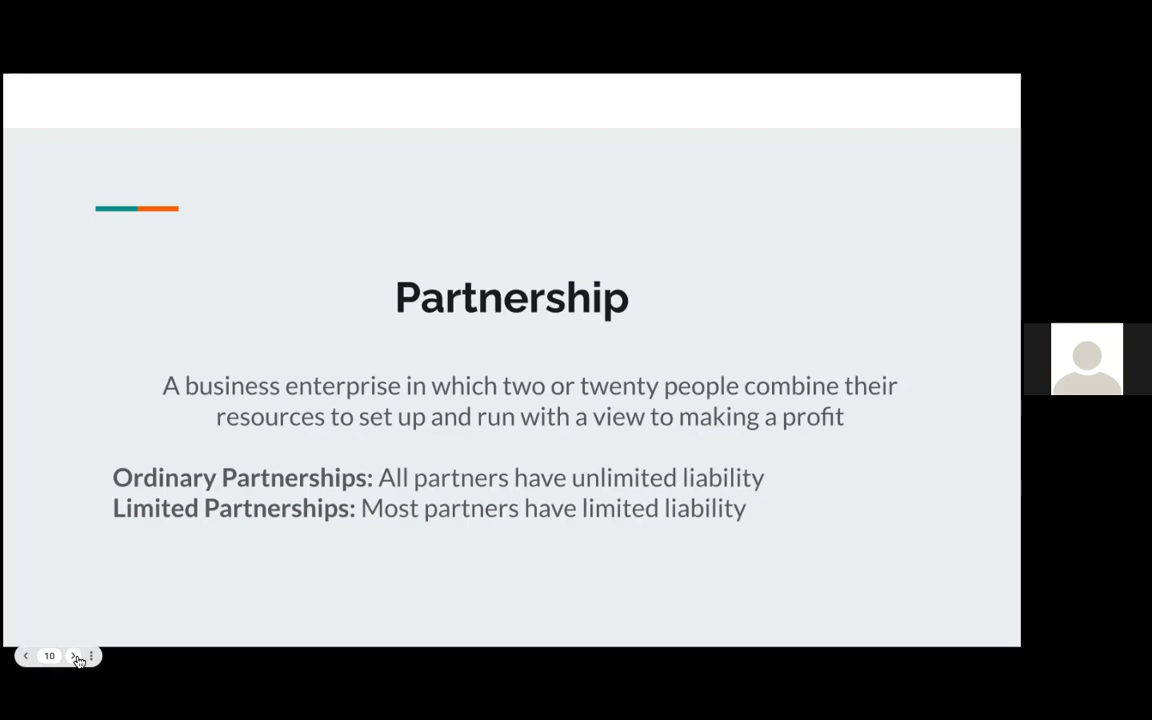 Partnership
A business enterprise in which two or twenty people combine their
resources to set up and run with a view to making a profit
Ordinary Partnerships: All partners have unlimited liability
Limited Partnerships: Most partners have limited liability
10